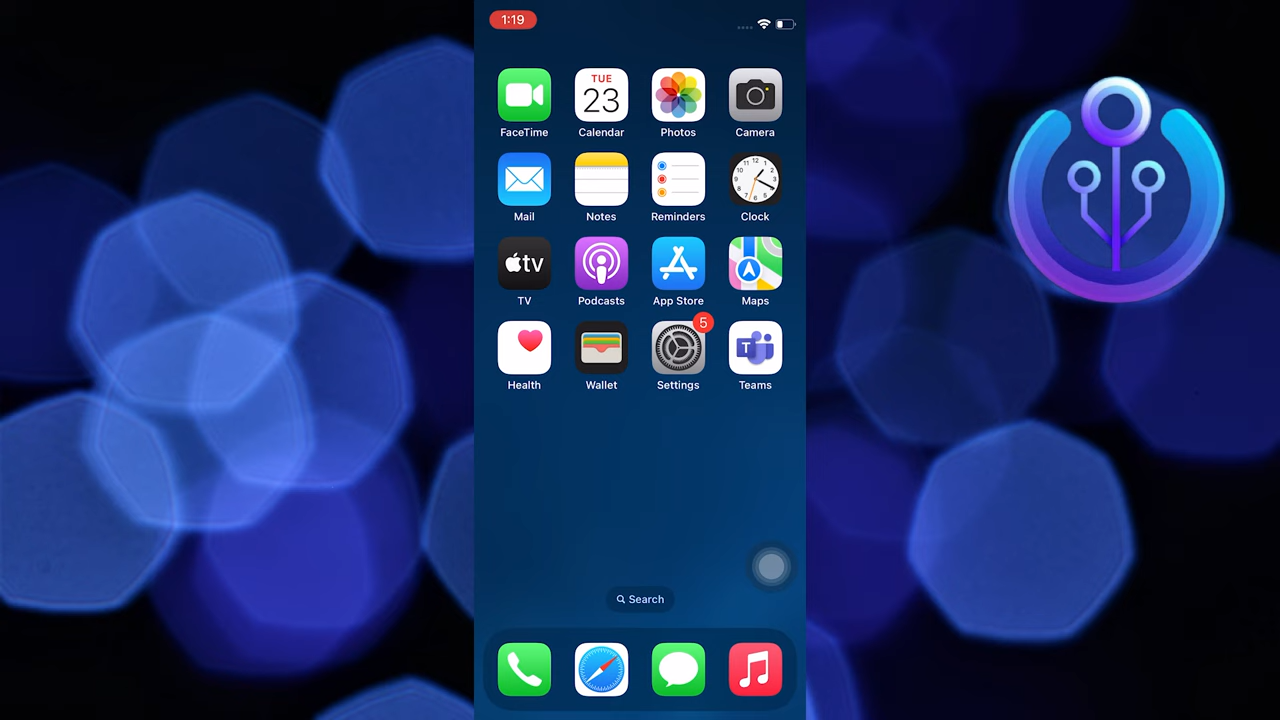 1:19
TUE
23
FaceTime Calendar Photos Camera
12
Mail Notes Reminders Clock
tv
TV Podcasts App Store Maps
5
T
Health Wallet Settings Teams
Search